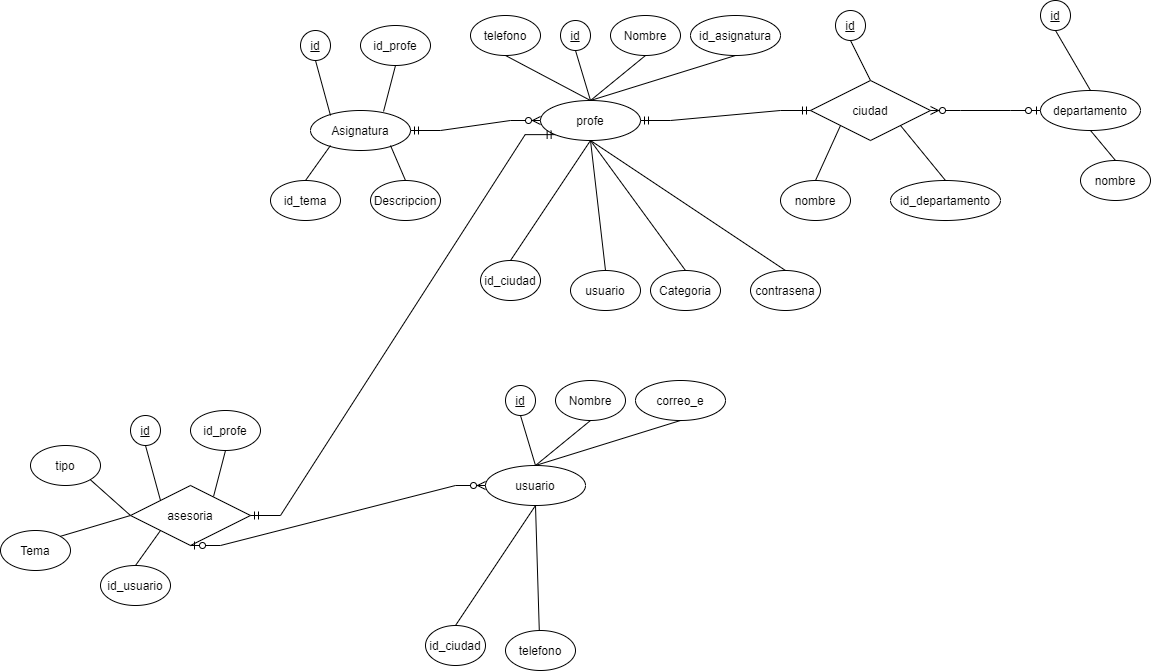 id
id_profe
Asignatura
id_tema
Descripcion
telefono
id
Nombre
id_asignatura
profe
id_ciudad
usuario
Categoria
contrasena
id
ciudad
nombre
id_departamento
id
departamento
nombre
id
id_profe
tipo
asesoria
Tema
id_usuario
id
Nombre
correo_e
usuario
id_ciudad
telefono